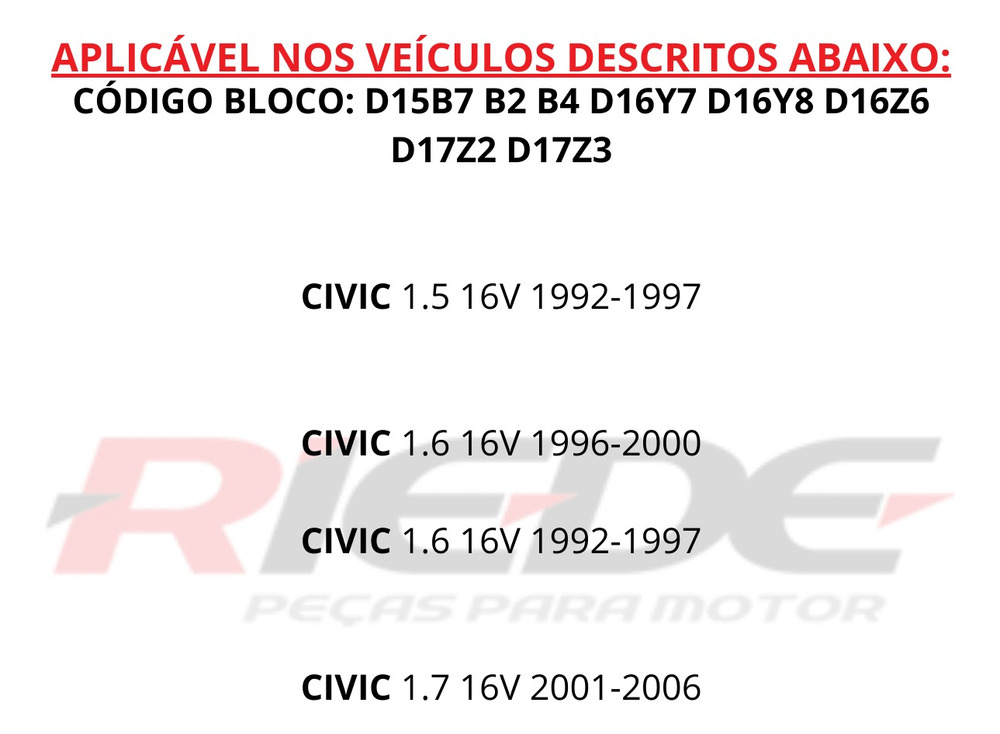 APLICÁVEL NOS VEÍCULOS DESCRITOS ABAIXO:
CÓDIGO BLOCO: D15B7 B2 B4 D16Y7 D16Y8 D16Z6
D17Z2 D17Z3
CIVIC 1.5 16V 1992-1997
CIVIC 1.6 16V 1996-2000
RIEDE
CIVIC 1.6 16V 1992-1997
PEÇAS PARA MOTOR
CIVIC 1.7 16V 2001-2006